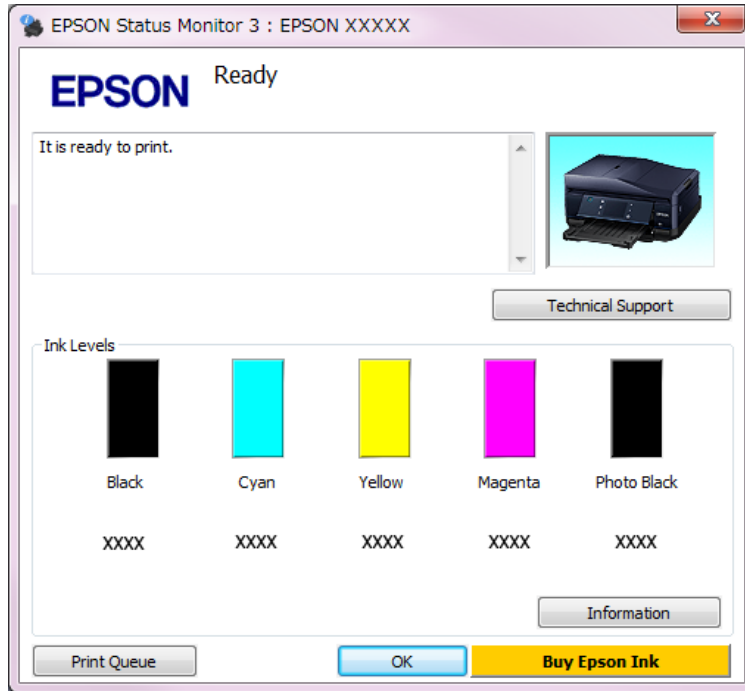 EPSON Status Monitor 3 : EPSON XXXXX
EPSON
Ready
It is ready to print.
Technical Support
Ink Levels
Black Cyan Yellow Magenta Photo Black
XXXX XXXX XXXX XXXX XXXX
Information
Print Queue OK Buy Epson Ink